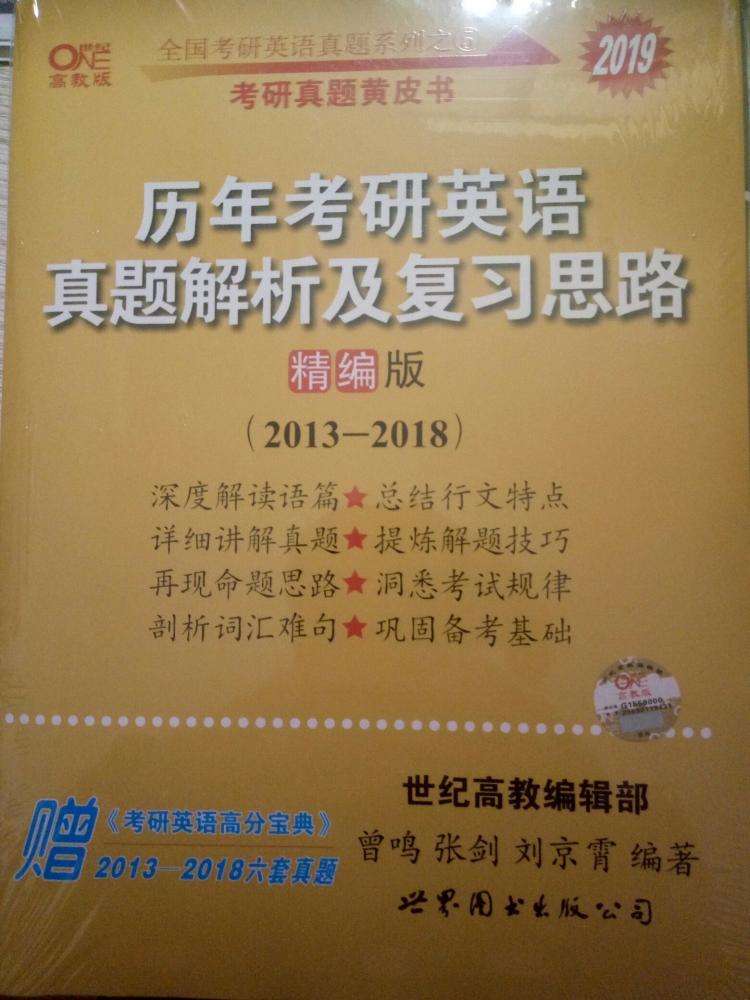 世纪
ONE
高教版
全国考研英语真题系列之⑤
考研真题黄皮书
2019
历年考研英语
真题解析及复习思路
精编版
(2013—2018)
深度解读语篇★总结行文特点
详细讲解真题★提炼解题技巧
再现命题思路★洞悉考试规律
剖析词汇难句★巩固备考基础
ONE
高教版
世纪高教编辑部
赠
《考研英语高分宝典》
2013—2018六套真题
曾鸣 张剑 刘京霄 编著
世界图书出版公司